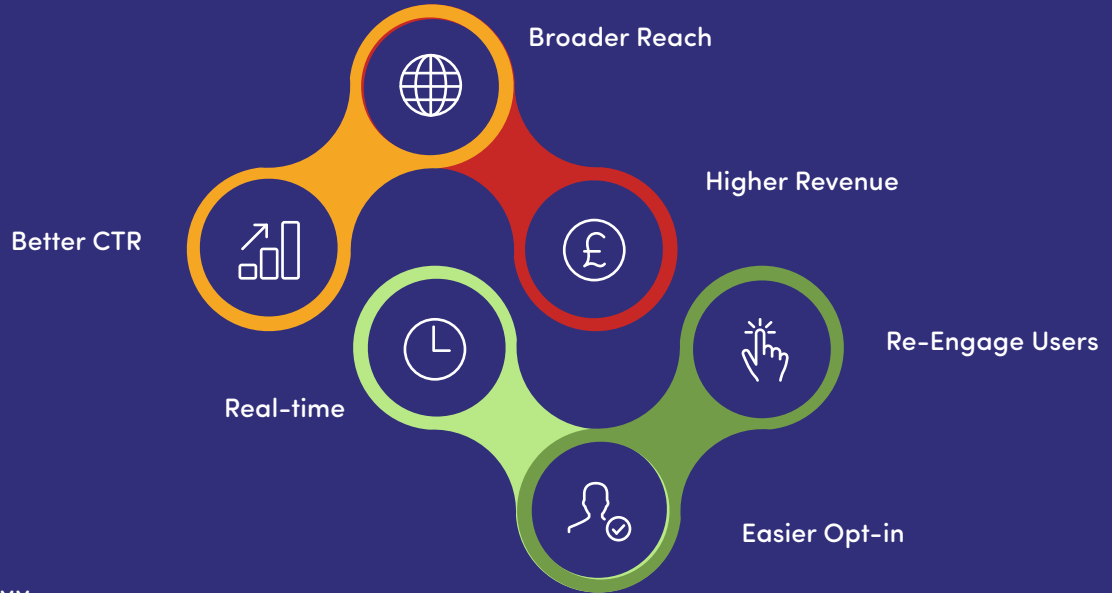 Broader Reach
Higher Revenue
Better CTR
Re-Engage Users
Real-time
Easier Opt-in